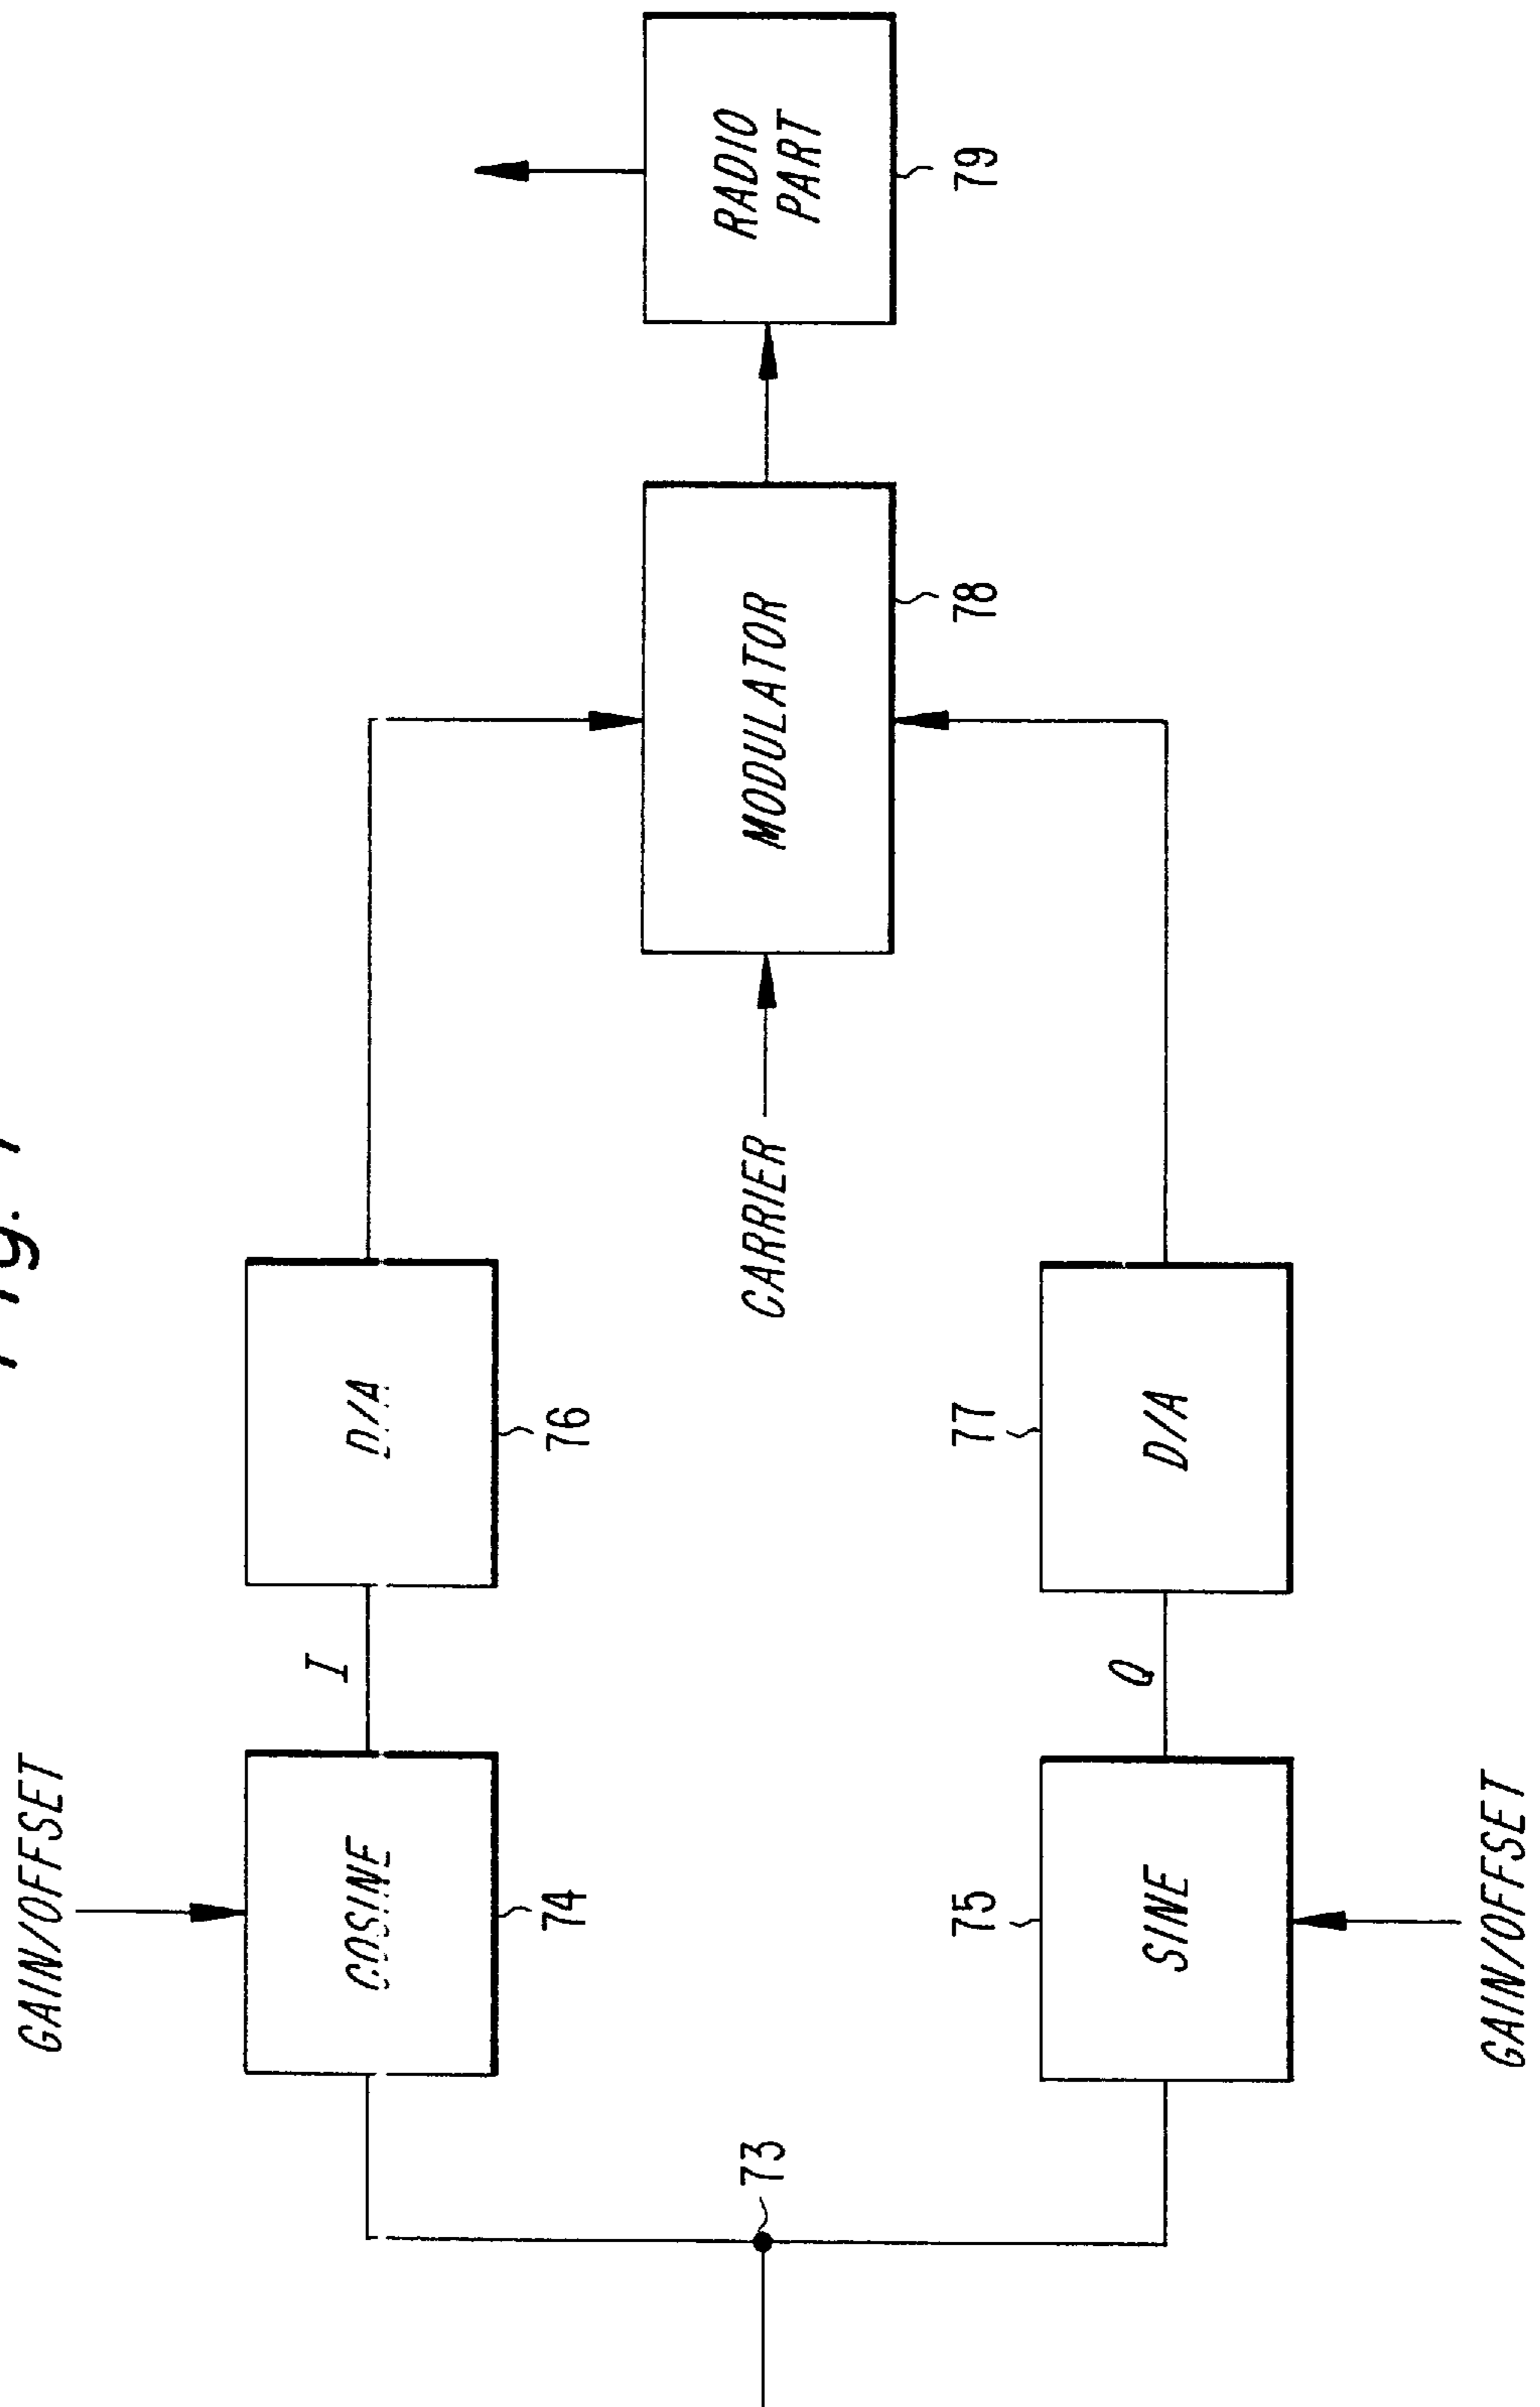 GAIN/OFFSET
COSINE
74
I
D/A
76
73
CARRIER
MODULATOR
78
RADIO
PART
79
75
SINE
Q
77
D/A
GAIN/OFFSET